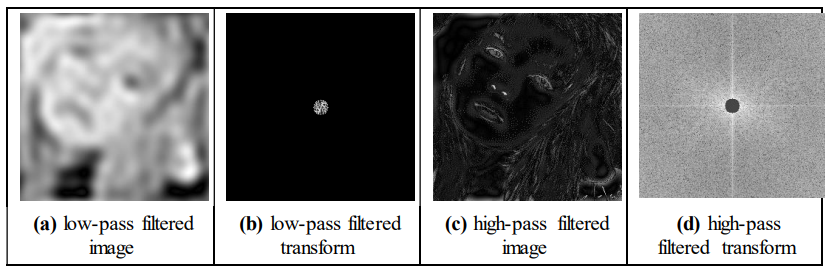 (a) low-pass filtered
image
(b) low-pass filtered
transform
(c) high-pass filtered
image
(d) high-pass
filtered transform